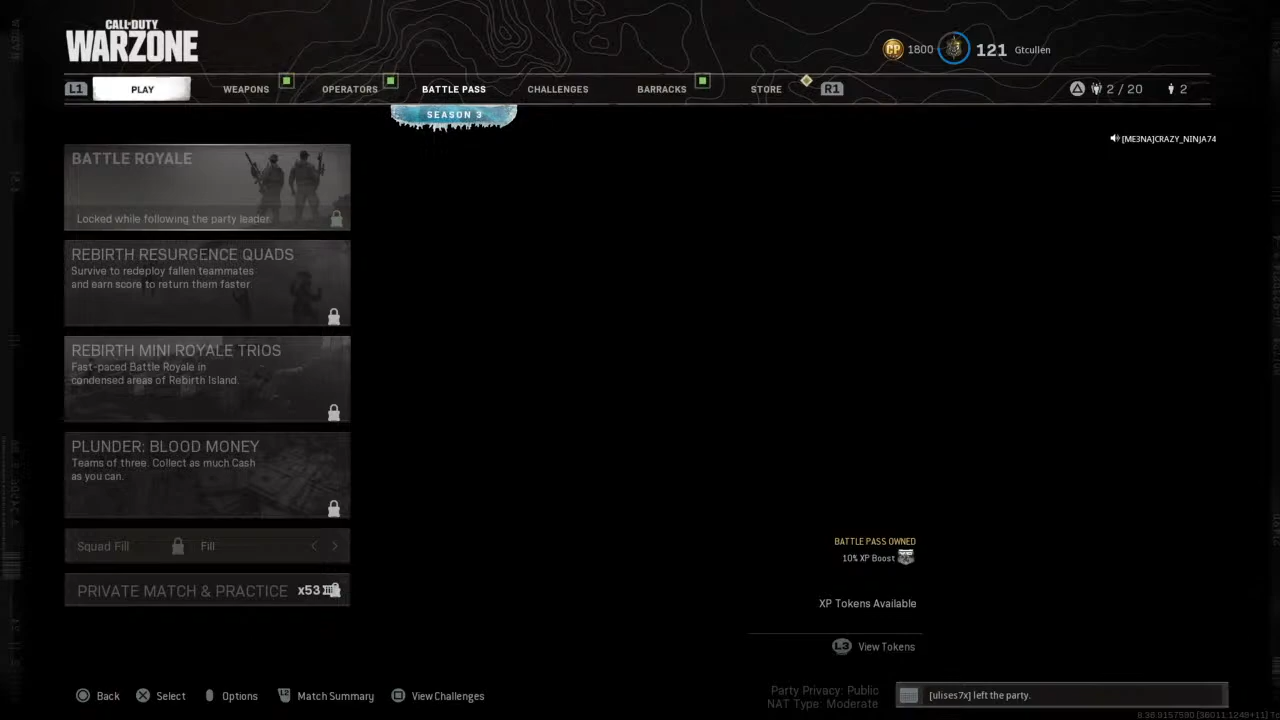 CALL OF DUTY
WARZONE
CP 1800 121 Gtcullen
L1 PLAY WEAPONS OPERATORS BATTLE PASS CHALLENGES BARRACKS STORE R1 2 / 20 2
SEASON 3
[ME3NA]CRAZY_NINJA74
BATTLE ROYALE
Locked while following the party leader.
REBIRTH RESURGENCE QUADS
Survive to redeploy fallen teammates
and earn score to return them faster.
REBIRTH MINI ROYALE TRIOS
Fast-paced Battle Royale in
condensed areas of Rebirth Island.
PLUNDER: BLOOD MONEY
Teams of three. Collect as much Cash
as you can.
Squad Fill Fill
PRIVATE MATCH & PRACTICE x53
BATTLE PASS OWNED
10% XP Boost
XP Tokens Available
L3 View Tokens
Back Select Options L2 Match Summary View Challenges
Party Privacy: Public
NAT Type: Moderate
[ulises7x] left the party.